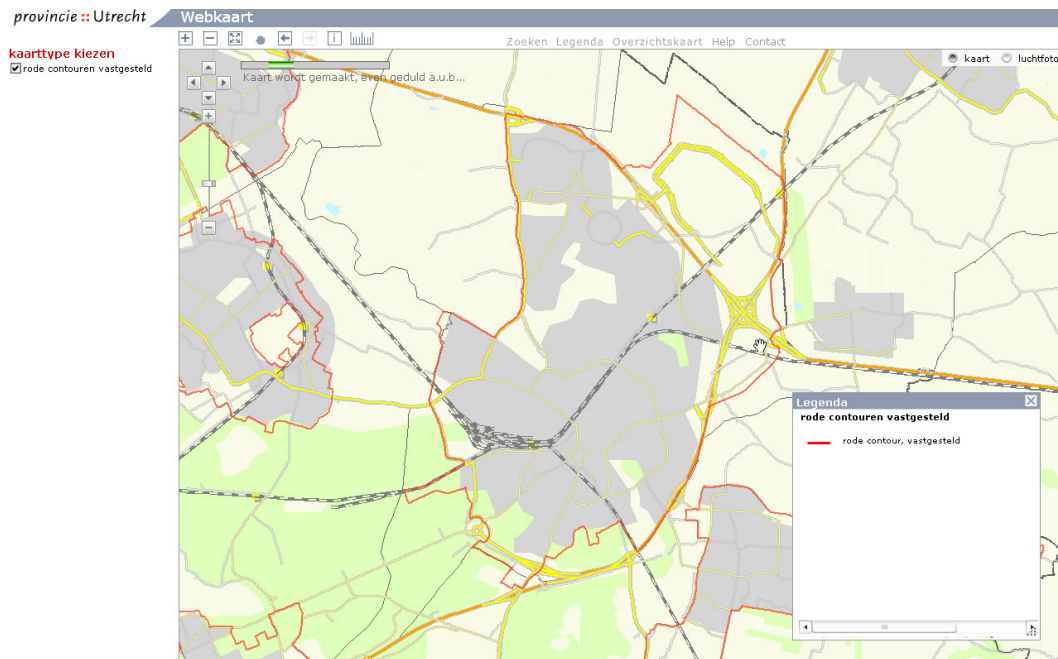 provincie :: Utrecht
Webkaart
kaarttype kiezen
rode contouren vastgesteld
Zoeken Legenda Overzichtskaart Help Contact
kaart luchtfoto
Kaart wordt gemaakt, even geduld a.u.b...
Legenda
rode contouren vastgesteld
rode contour, vastgesteld